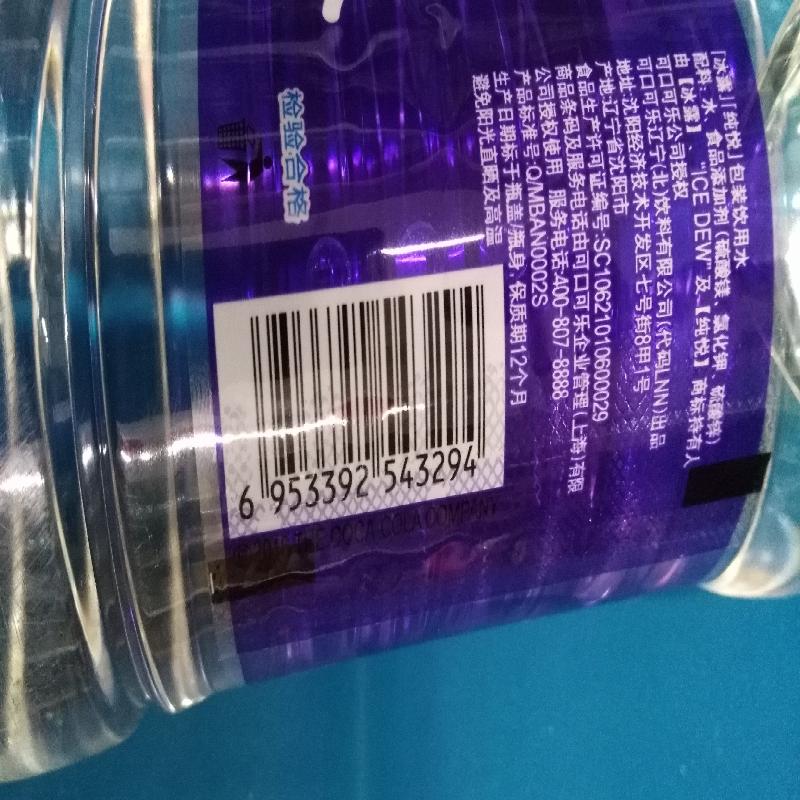 「冰露」「纯悦」包装饮用水
配料:水、食品添加剂(硫酸镁 氯化钾 硫酸锌)
由【冰露】、"ICE DEW"及【纯悦】商标持有人
可口可乐公司授权
可口可乐辽宁(北)饮料有限公司(代码LNN)出品
地址:沈阳经济技术开发区七号街8甲1号
产地:辽宁省沈阳市
食品生产许可证编号:SC10621010600029
商品条码及服务电话由可口可乐企业管理(上海)有限
公司授权使用 服务电话:400-807-8888
产品标准号:Q/MBAN0002S
生产日期标于瓶盖/瓶身 保质期12个月
避免阳光直晒及高温
检验合格
6 953392 543294
THE COCA-COLA COMPANY